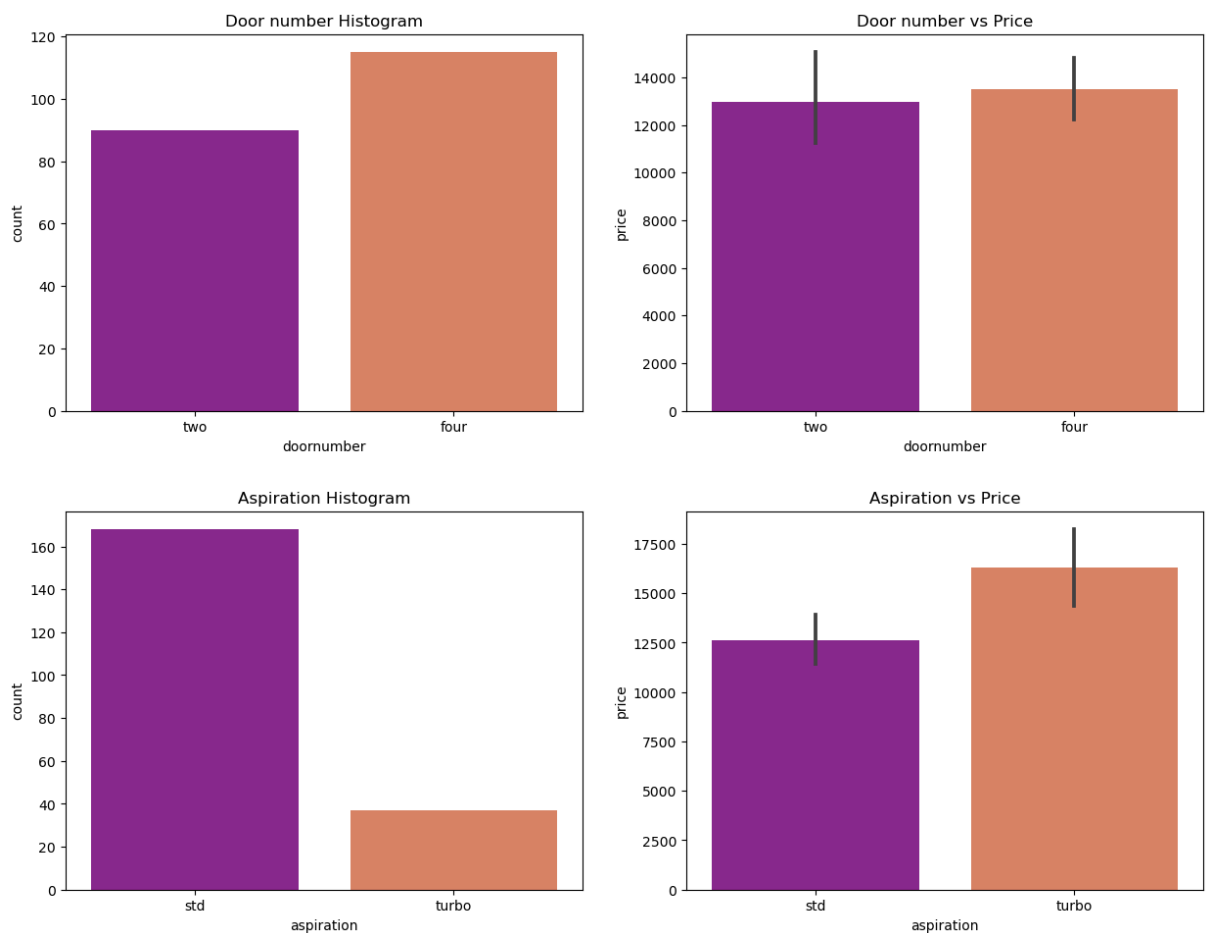 Door number Histogram
120
100
80
60
40
20
0
count
two
four
doornumber
Door number vs Price
14000
12000
10000
8000
6000
4000
2000
0
price
two
four
doornumber
Aspiration Histogram
160
140
120
100
80
60
40
20
0
count
std
turbo
aspiration
Aspiration vs Price
17500
15000
12500
10000
7500
5000
2500
0
price
std
turbo
aspiration